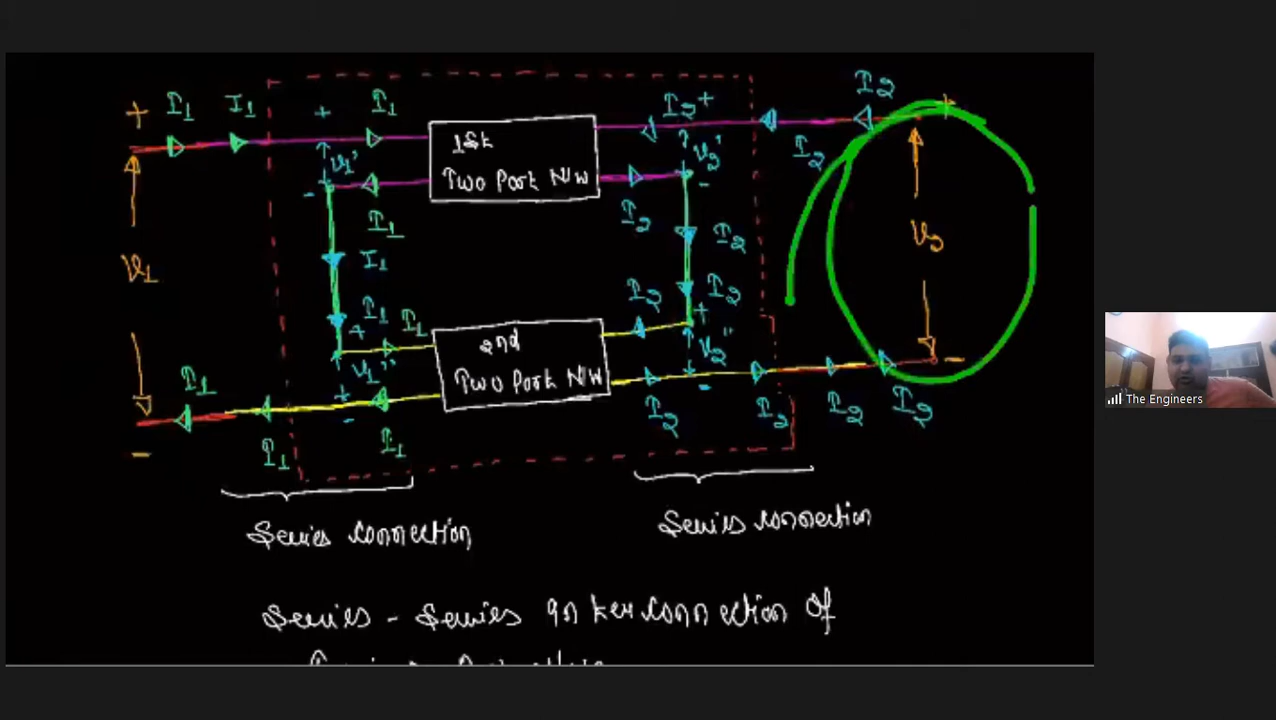 I2
+ I1 I1 + I1 I2 + +
1st
Two Port N/W
V1' V2' I2
- I1 I2 -
I1 I2
V1 V2
I1 I1 I2 I2
+ 2nd +
Two Port N/W
V1'' V2''
I1 + - - -
I1 I1 I2 I2 I2 I2
-
Series connection Series connection
Series - Series Interconnection of
The Engineers